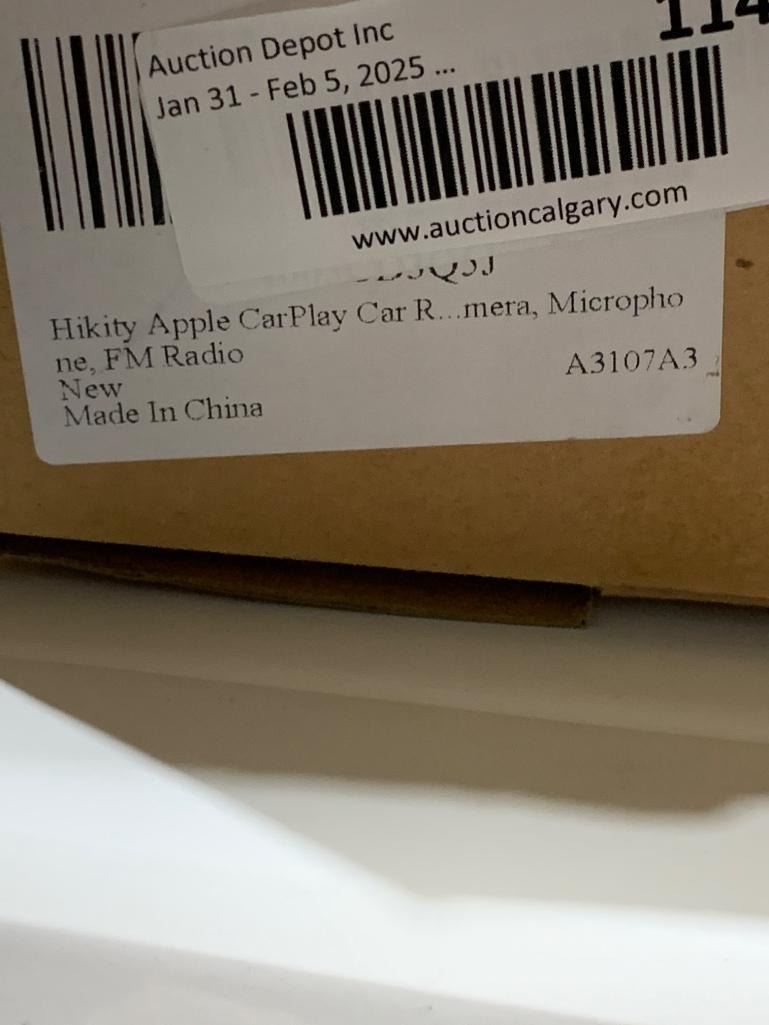 114
Auction Depot Inc
Jan 31 - Feb 5, 2025 ...
www.auctioncalgary.com
Hikity Apple CarPlay Car R...mera, Micropho
ne, FM Radio
A3107A3
New
Made In China